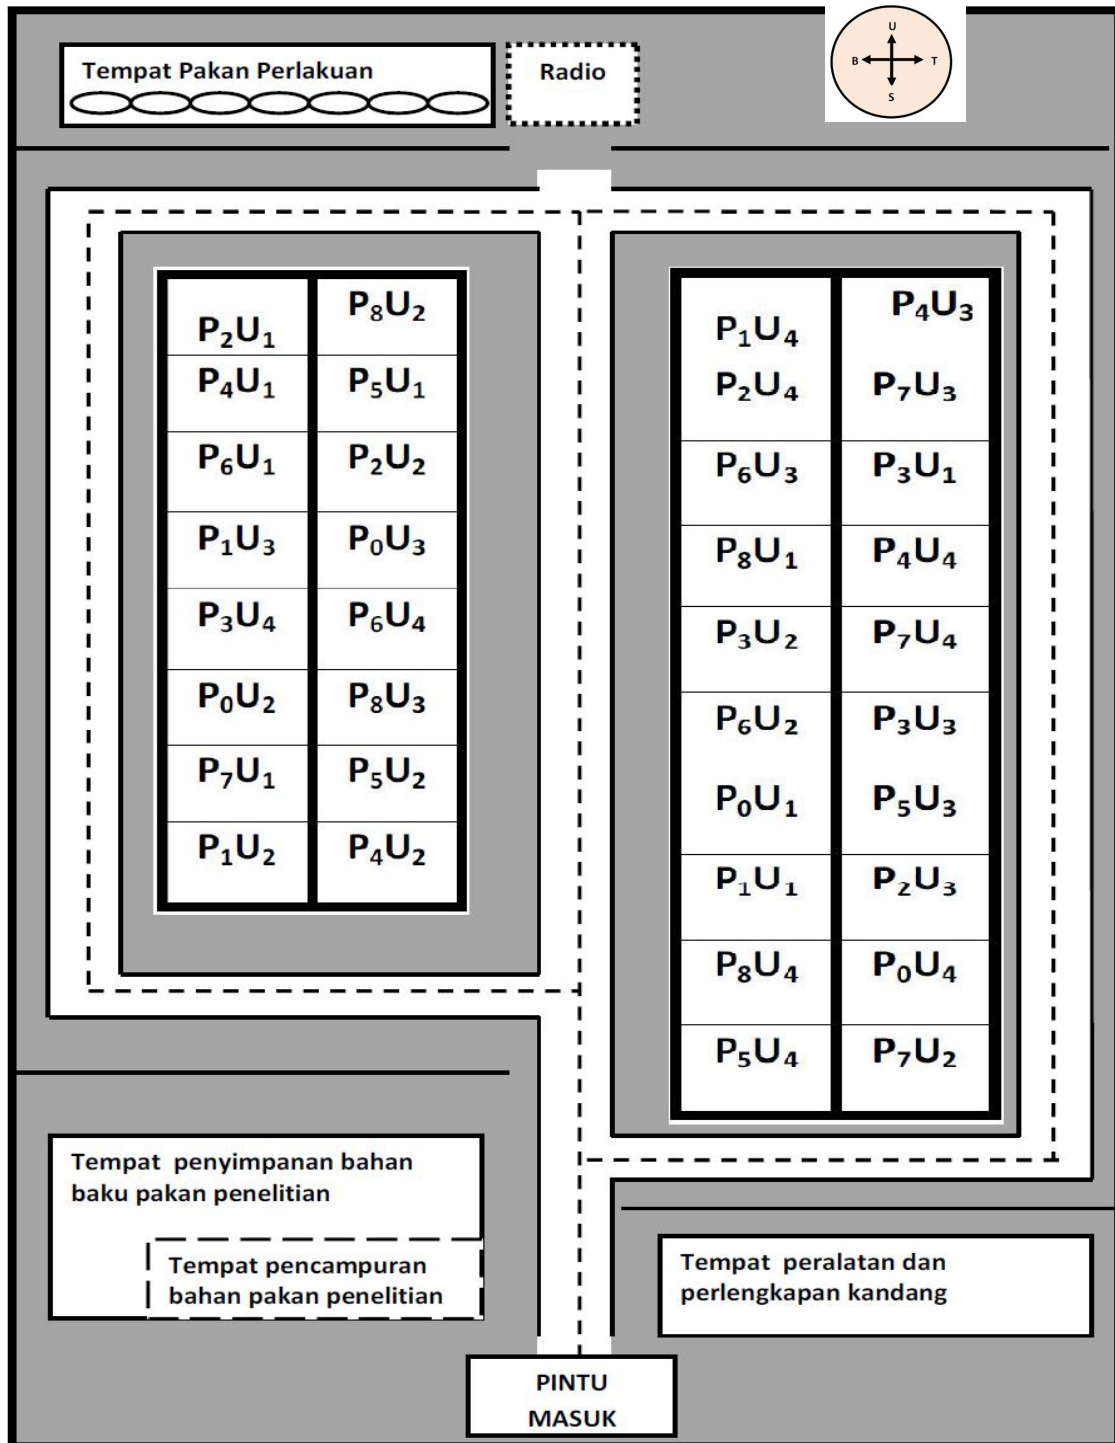 Tempat Pakan Perlakuan
Radio
U
B T
S
P₂U₁ P₈U₂
P₄U₁ P₅U₁
P₆U₁ P₂U₂
P₁U₃ P₀U₃
P₃U₄ P₆U₄
P₀U₂ P₈U₃
P₇U₁ P₅U₂
P₁U₂ P₄U₂
P₁U₄ P₄U₃
P₂U₄ P₇U₃
P₆U₃ P₃U₁
P₈U₁ P₄U₄
P₃U₂ P₇U₄
P₆U₂ P₃U₃
P₀U₁ P₅U₃
P₁U₁ P₂U₃
P₈U₄ P₀U₄
P₅U₄ P₇U₂
Tempat penyimpanan bahan
baku pakan penelitian
Tempat pencampuran
bahan pakan penelitian
Tempat peralatan dan
perlengkapan kandang
PINTU
MASUK